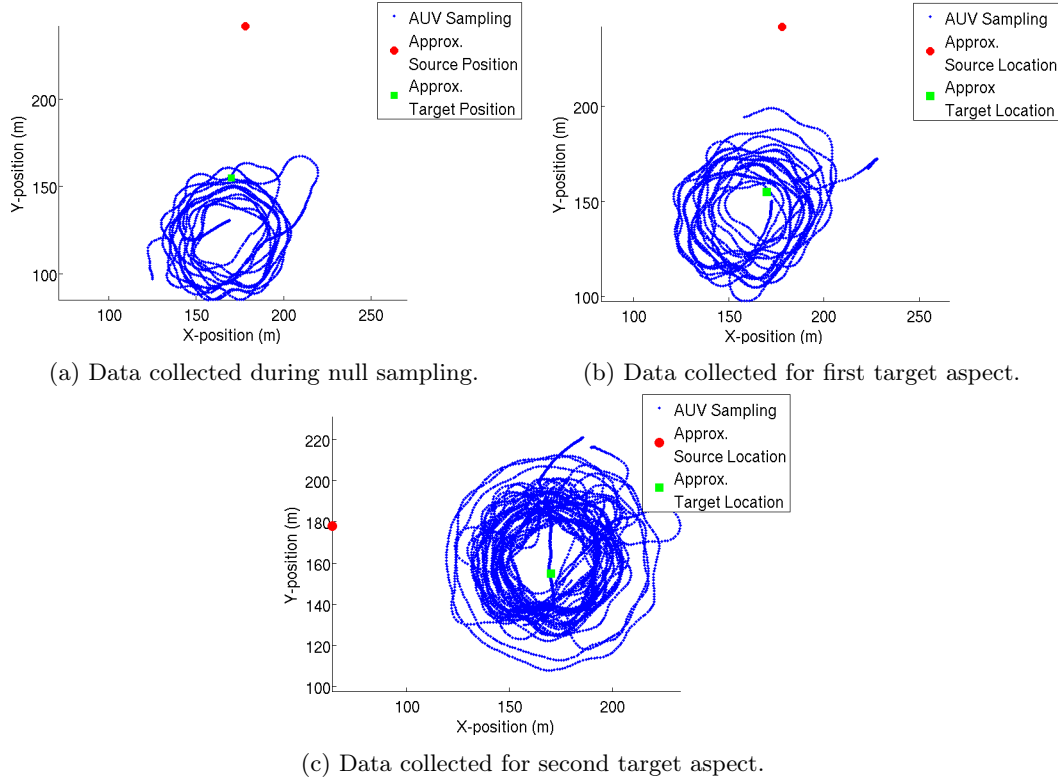 AUV Sampling
Approx.
Source Position
Approx.
Target Position
200
150
100
Y-position (m)
100
150
200
250
X-position (m)
(a) Data collected during null sampling.
AUV Sampling
Approx.
Source Location
Approx
Target Location
200
150
100
Y-position (m)
100
150
200
250
X-position (m)
(b) Data collected for first target aspect.
AUV Sampling
Approx.
Source Location
Approx.
Target Location
220
200
180
160
140
120
100
Y-position (m)
100
150
200
X-position (m)
(c) Data collected for second target aspect.